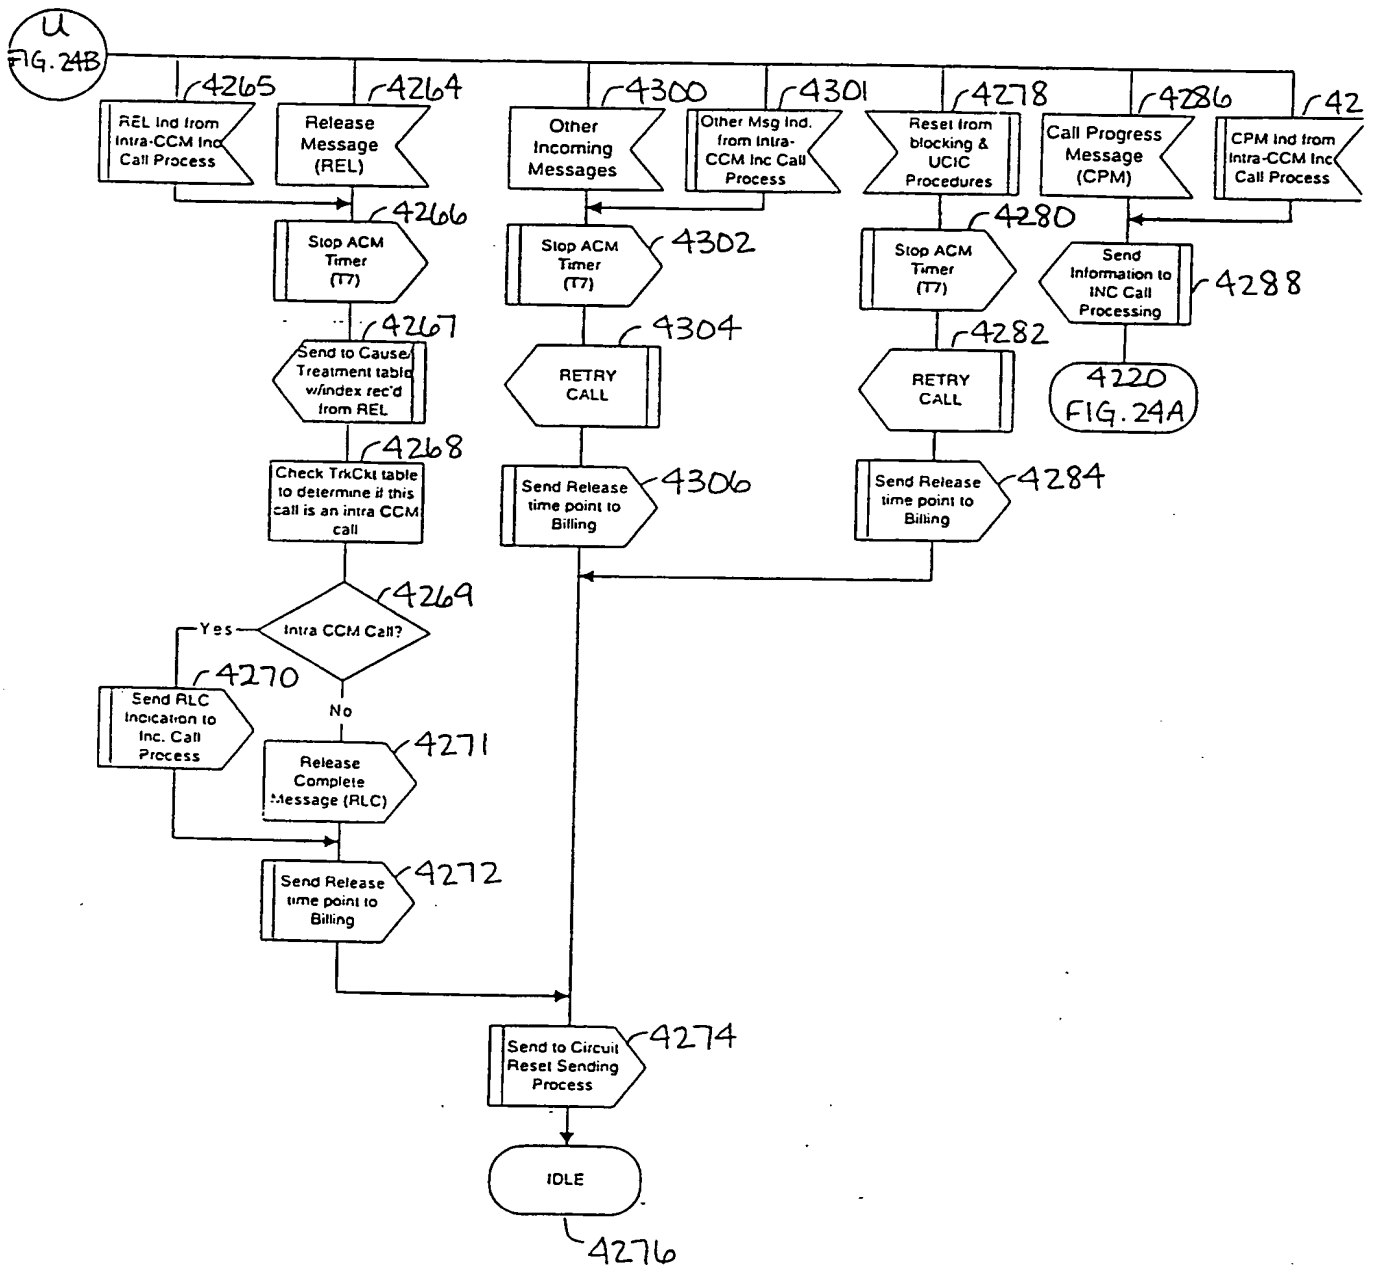 U
FIG. 24B
4265
4264
4300
4301
4278
4286
42
REL Ind from
Intra-CCM Inc
Call Process
Release
Message
(REL)
Other
Incoming
Messages
Other Msg Ind.
from Intra-
CCM Inc Call
Process
Reset from
blocking &
UCIC
Procedures
Call Progress
Message
(CPM)
CPM Ind from
Intra-CCM Inc
Call Process
4266
Stop ACM
Timer
(T7)
4302
Stop ACM
Timer
(T7)
4280
Stop ACM
Timer
(T7)
4288
Send
Information to
INC Call
Processing
4267
Send to Cause/
Treatment table
w/index rec'd
from REL
4304
RETRY
CALL
4282
RETRY
CALL
4220
FIG. 24A
4268
Check TrkCkt table
to determine if this
call is an intra CCM
call
4306
Send Release
time point to
Billing
4284
Send Release
time point to
Billing
4269
Intra CCM Call?
Yes
No
4270
Send RLC
Indication to
Inc. Call
Process
4271
Release
Complete
Message (RLC)
4272
Send Release
time point to
Billing
4274
Send to Circuit
Reset Sending
Process
IDLE
4276